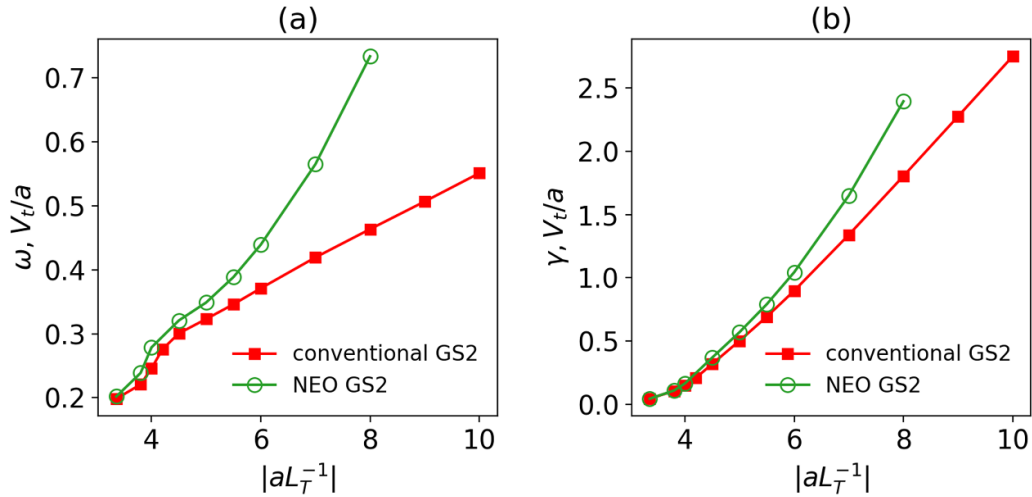 (a)
ω, V_t/a
0.7
0.6
0.5
0.4
0.3
0.2
conventional GS2
NEO GS2
4 6 8 10
|aL_T^{-1}|
(b)
γ, V_t/a
2.5
2.0
1.5
1.0
0.5
0.0
conventional GS2
NEO GS2
4 6 8 10
|aL_T^{-1}|